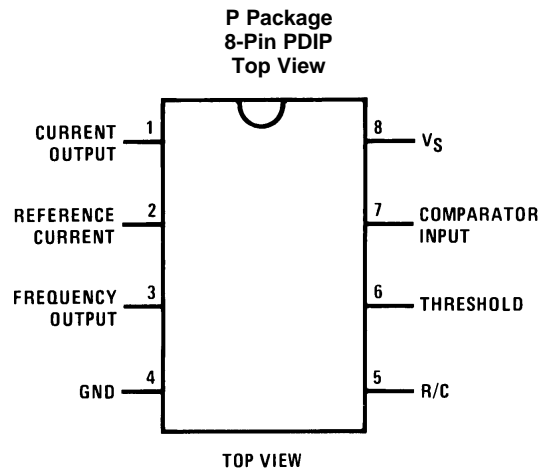 P Package
8-Pin PDIP
Top View
CURRENT OUTPUT 1
8 VS
REFERENCE CURRENT 2
7 COMPARATOR INPUT
FREQUENCY OUTPUT 3
6 THRESHOLD
GND 4
5 R/C
TOP VIEW